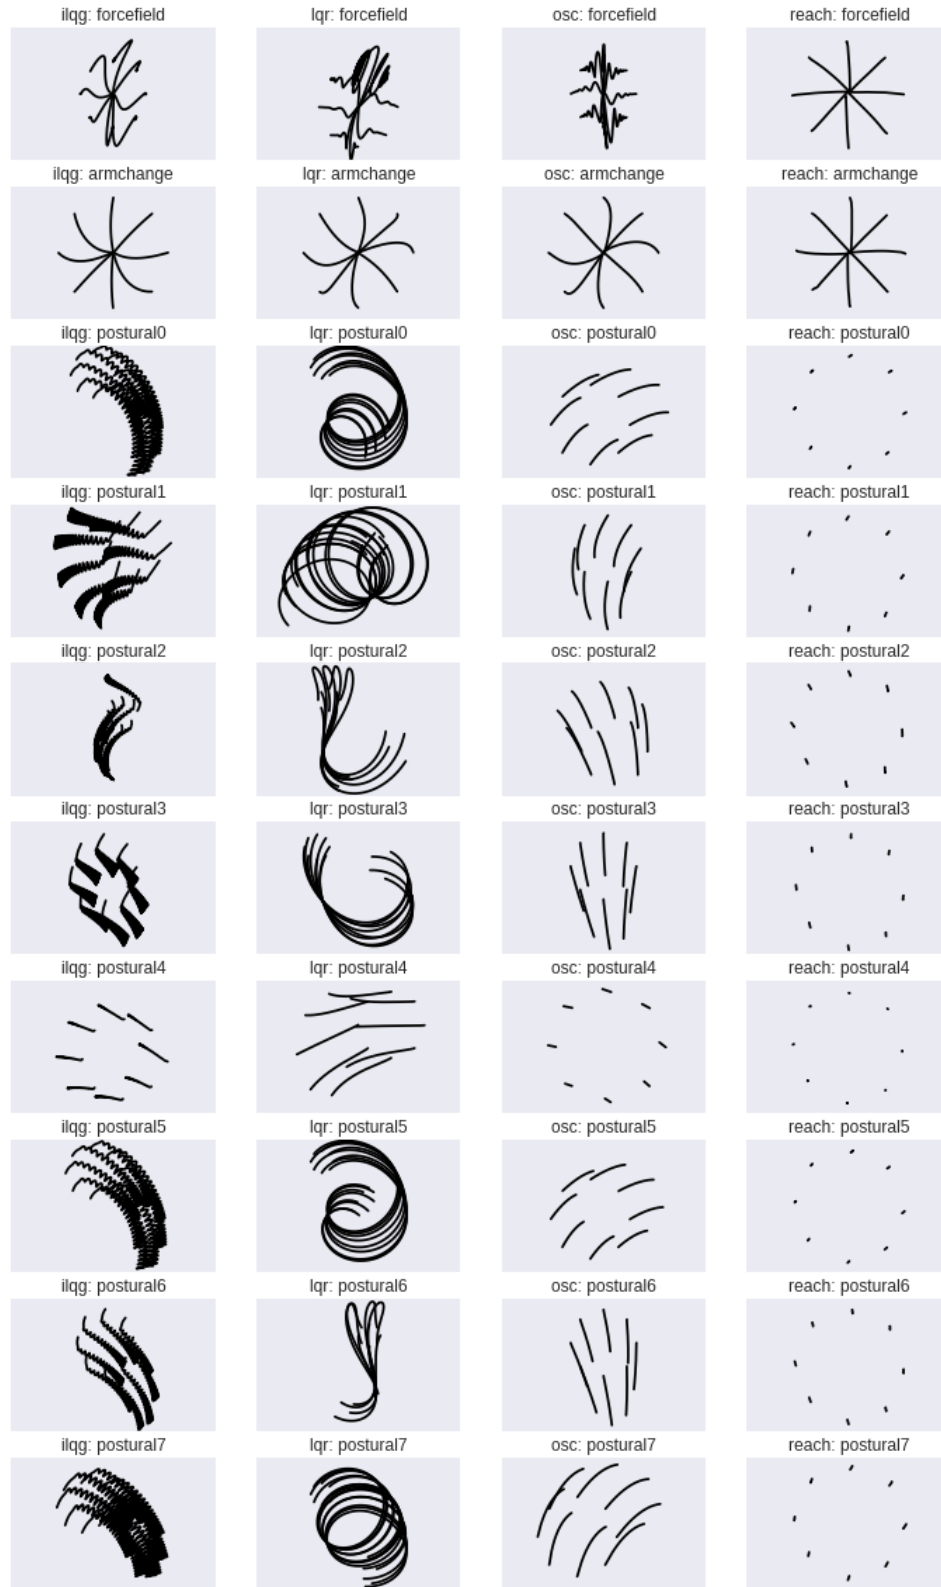 ilqg: forcefield lqr: forcefield osc: forcefield reach: forcefield
ilqg: armchange lqr: armchange osc: armchange reach: armchange
ilqg: postural0 lqr: postural0 osc: postural0 reach: postural0
ilqg: postural1 lqr: postural1 osc: postural1 reach: postural1
ilqg: postural2 lqr: postural2 osc: postural2 reach: postural2
ilqg: postural3 lqr: postural3 osc: postural3 reach: postural3
ilqg: postural4 lqr: postural4 osc: postural4 reach: postural4
ilqg: postural5 lqr: postural5 osc: postural5 reach: postural5
ilqg: postural6 lqr: postural6 osc: postural6 reach: postural6
ilqg: postural7 lqr: postural7 osc: postural7 reach: postural7